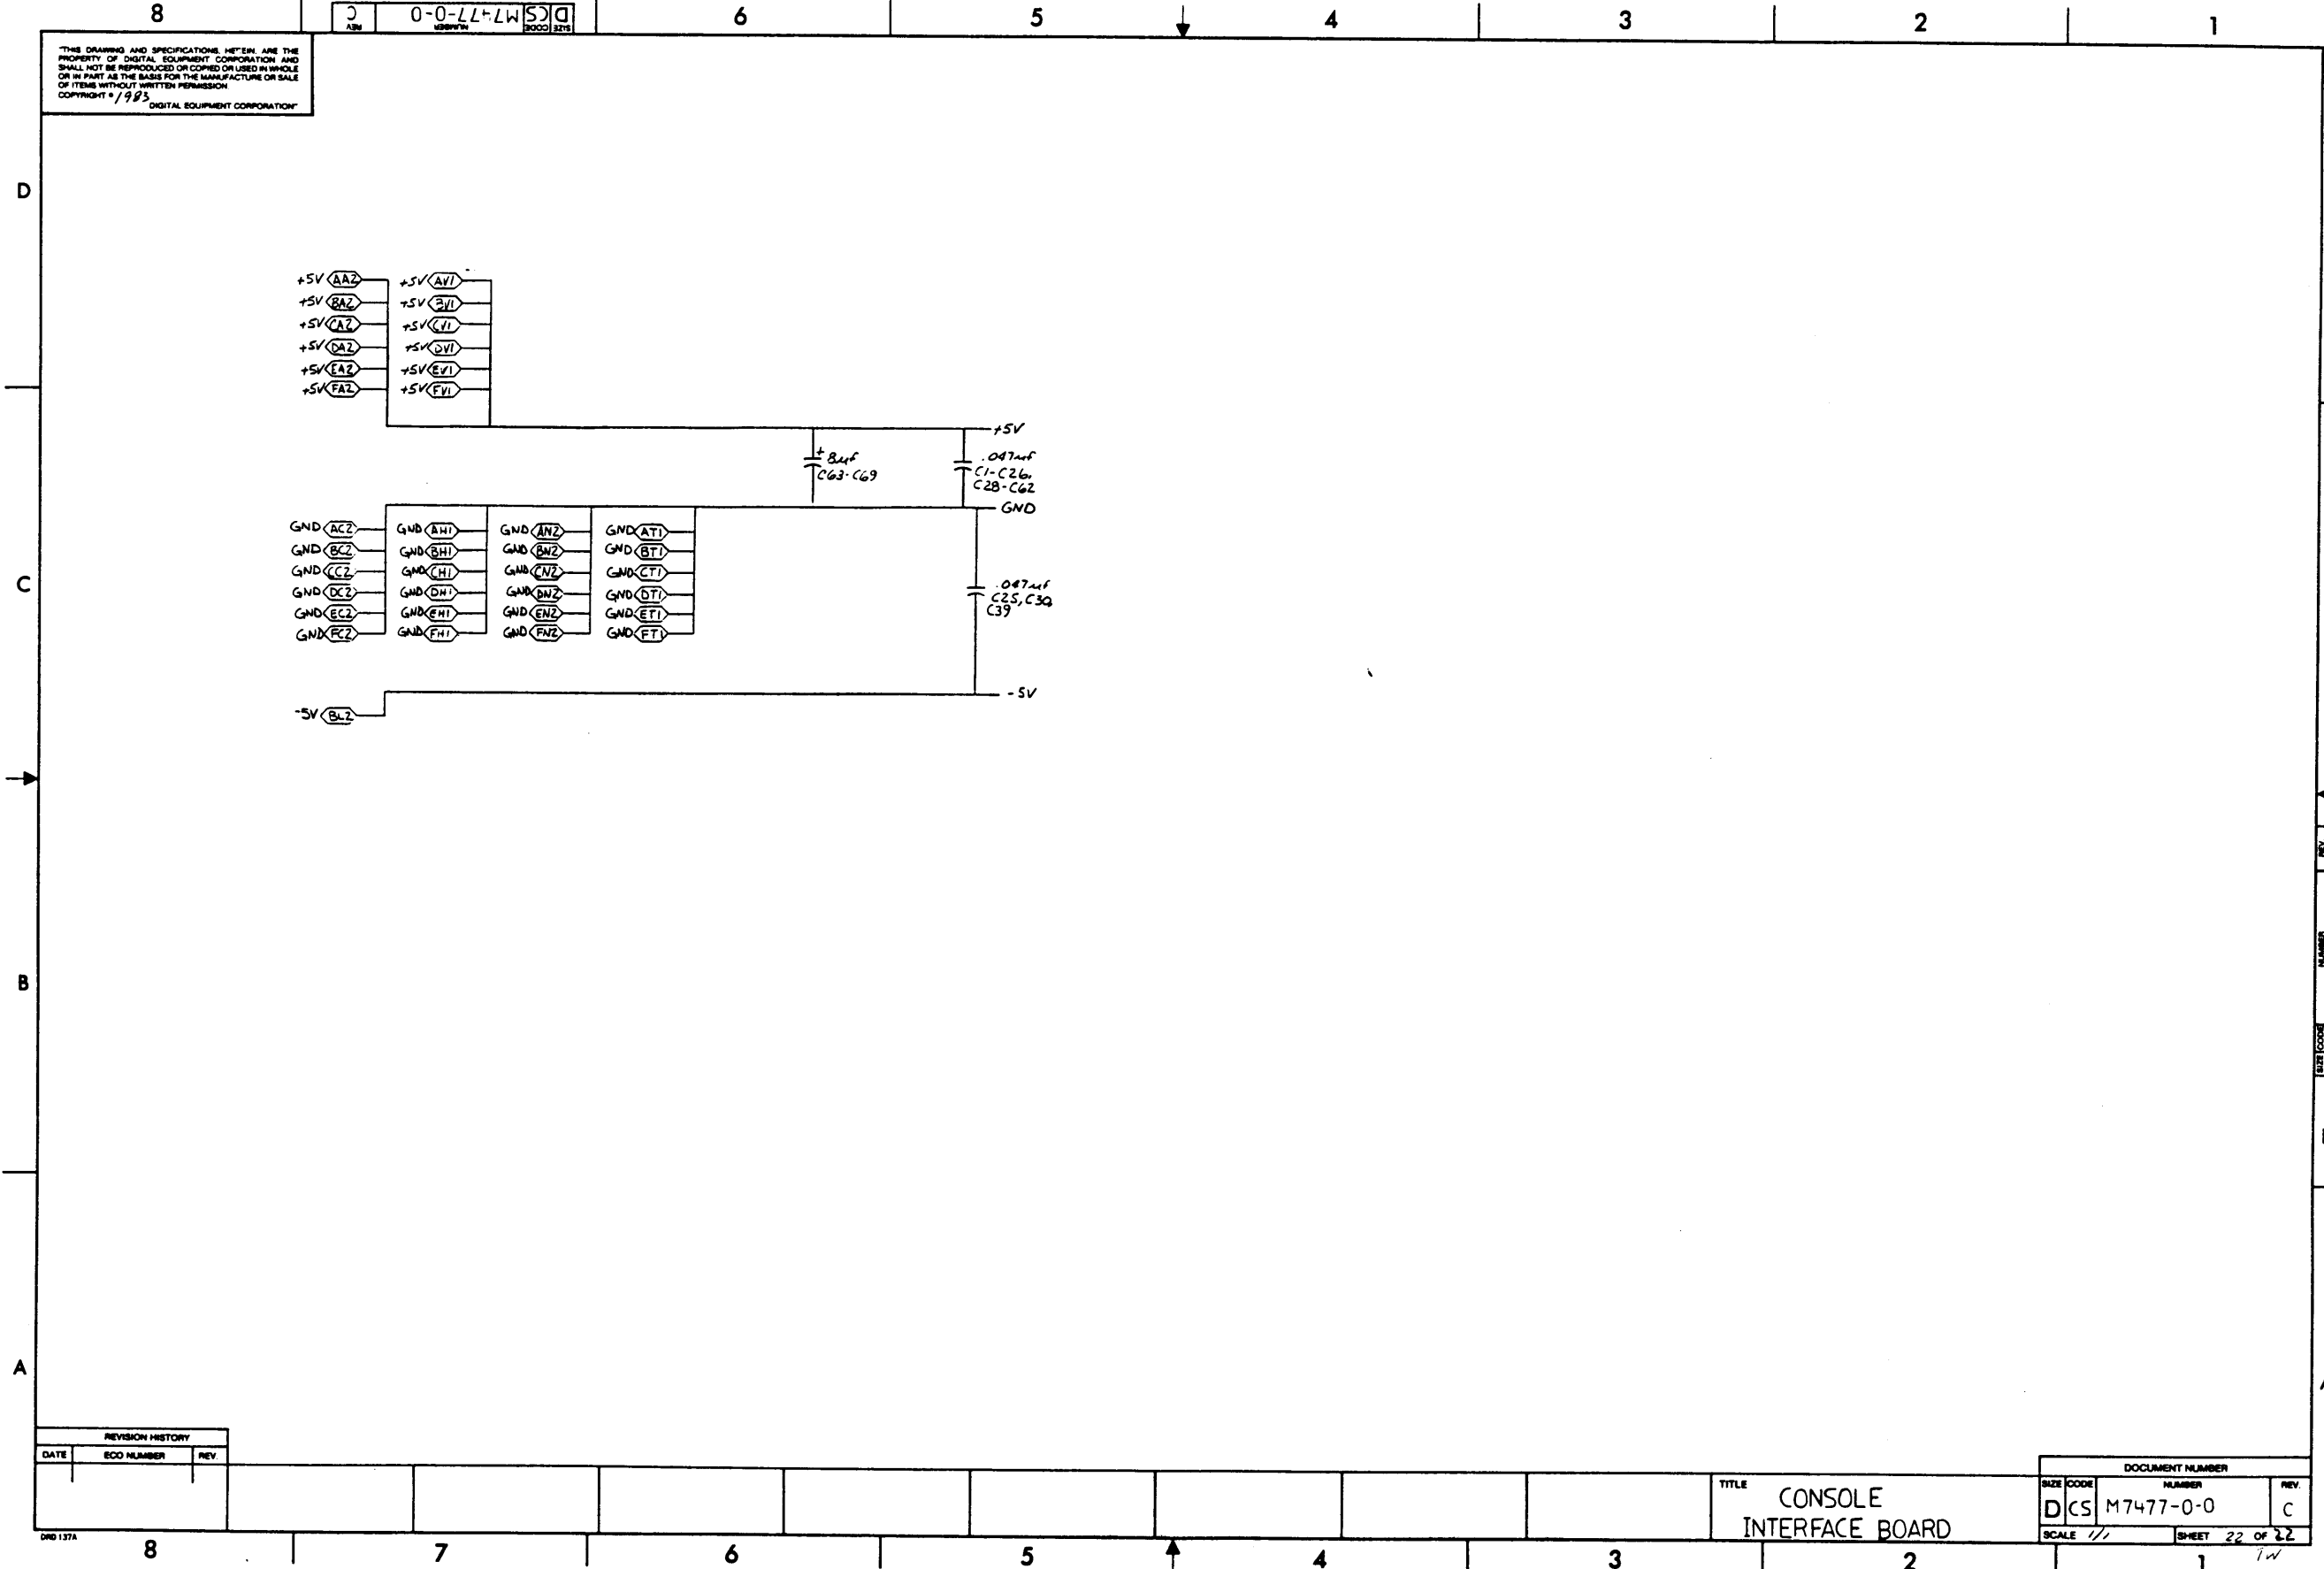 8 6 5 4 3 2 1
REV C NUMBER M7477-0-0 SIZE CODE D CS
"THIS DRAWING AND SPECIFICATIONS, HEREIN, ARE THE
PROPERTY OF DIGITAL EQUIPMENT CORPORATION AND
SHALL NOT BE REPRODUCED OR COPIED OR USED IN WHOLE
OR IN PART AS THE BASIS FOR THE MANUFACTURE OR SALE
OF ITEMS WITHOUT WRITTEN PERMISSION
COPYRIGHT © 1983
DIGITAL EQUIPMENT CORPORATION"
D
+5V AA2 +5V AV1
+5V BA2 +5V BV1
+5V CA2 +5V CV1
+5V DA2 +5V DV1
+5V EA2 +5V EV1
+5V FA2 +5V FV1
+5V
+ 8uf
C63-C69
.047uf
C1-C26,
C28-C62
GND
GND AC2 GND AH1 GND AN2 GND AT1
GND BC2 GND BH1 GND BN2 GND BT1
C
GND CC2 GND CH1 GND CN2 GND CT1
GND DC2 GND DH1 GND DN2 GND DT1
GND EC2 GND EH1 GND EN2 GND ET1
GND FC2 GND FH1 GND FN2 GND FT1
.047uf
C25, C30,
C39
-5V
-5V BL2
REV
NUMBER
SIZE CODE
B
A
REVISION HISTORY
DATE ECO NUMBER REV.
TITLE
CONSOLE
INTERFACE BOARD
DOCUMENT NUMBER
SIZE CODE NUMBER REV.
D CS M7477-0-0 C
SCALE 1/1 SHEET 22 OF 22
TW
DRD 137A
8 7 6 5 4 3 2 1